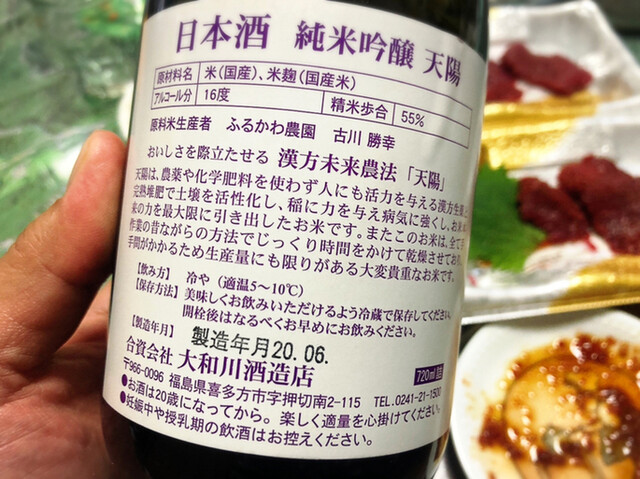 日本酒 純米吟醸 天陽
原材料名 米(国産)、米麹(国産米)
アルコール分 16度 精米歩合 55%
原料米生産者 ふるかわ農園 古川 勝幸
おいしさを際立たせる 漢方未来農法「天陽」
天陽は、農薬や化学肥料を使わず人にも活力を与える漢方生薬と
完熟堆肥で土壌を活性化し、稲に力を与え病気に強くし、お米本
来の力を最大限に引き出したお米です。またこのお米は、全て手
作業の昔ながらの方法でじっくり時間をかけて乾燥させており、
手間がかかるため生産量にも限りがある大変貴重なお米です。
【飲み方】 冷や(適温5~10℃)
【保存方法】 美味しくお飲みいただけるよう冷蔵で保存してください。
開栓後はなるべくお早めにお飲みください。
【製造年月】 製造年月20.06.
合資会社 大和川酒造店 720ml 詰
〒966-0096 福島県喜多方市字押切南2-115 TEL.0241-21-1500
●お酒は20歳になってから。楽しく適量を心掛けてください。
●妊娠中や授乳期の飲酒はお控えください。